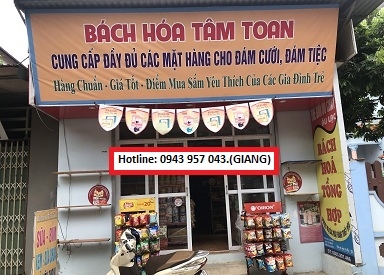 BÁCH HÓA TÂM TOAN
CUNG CẤP ĐẦY ĐỦ CÁC MẶT HÀNG CHO ĐÁM CƯỚI, ĐÁM TIỆC
Hàng Chuẩn - Giá Tốt - Điểm Mua Sắm Yêu Thích Của Các Gia Đình Trẻ
Hotline: 0943 957 043.(GIANG)
BÁCH
HOÁ
TỔNG
HỢP
ORION